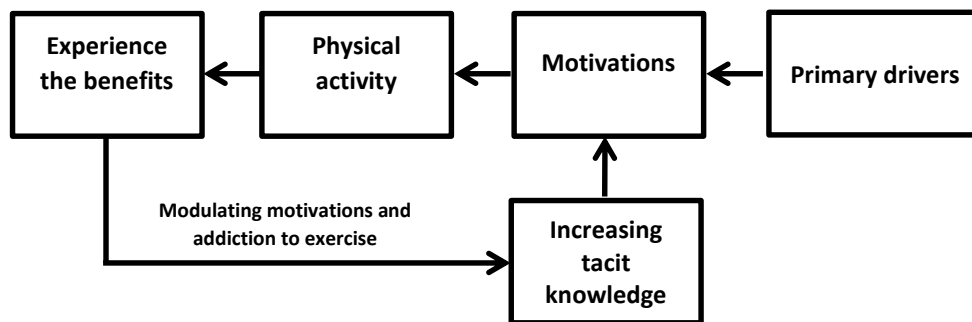 Experience
the benefits
Physical
activity
Motivations
Primary drivers
Modulating motivations and
addiction to exercise
Increasing
tacit
knowledge